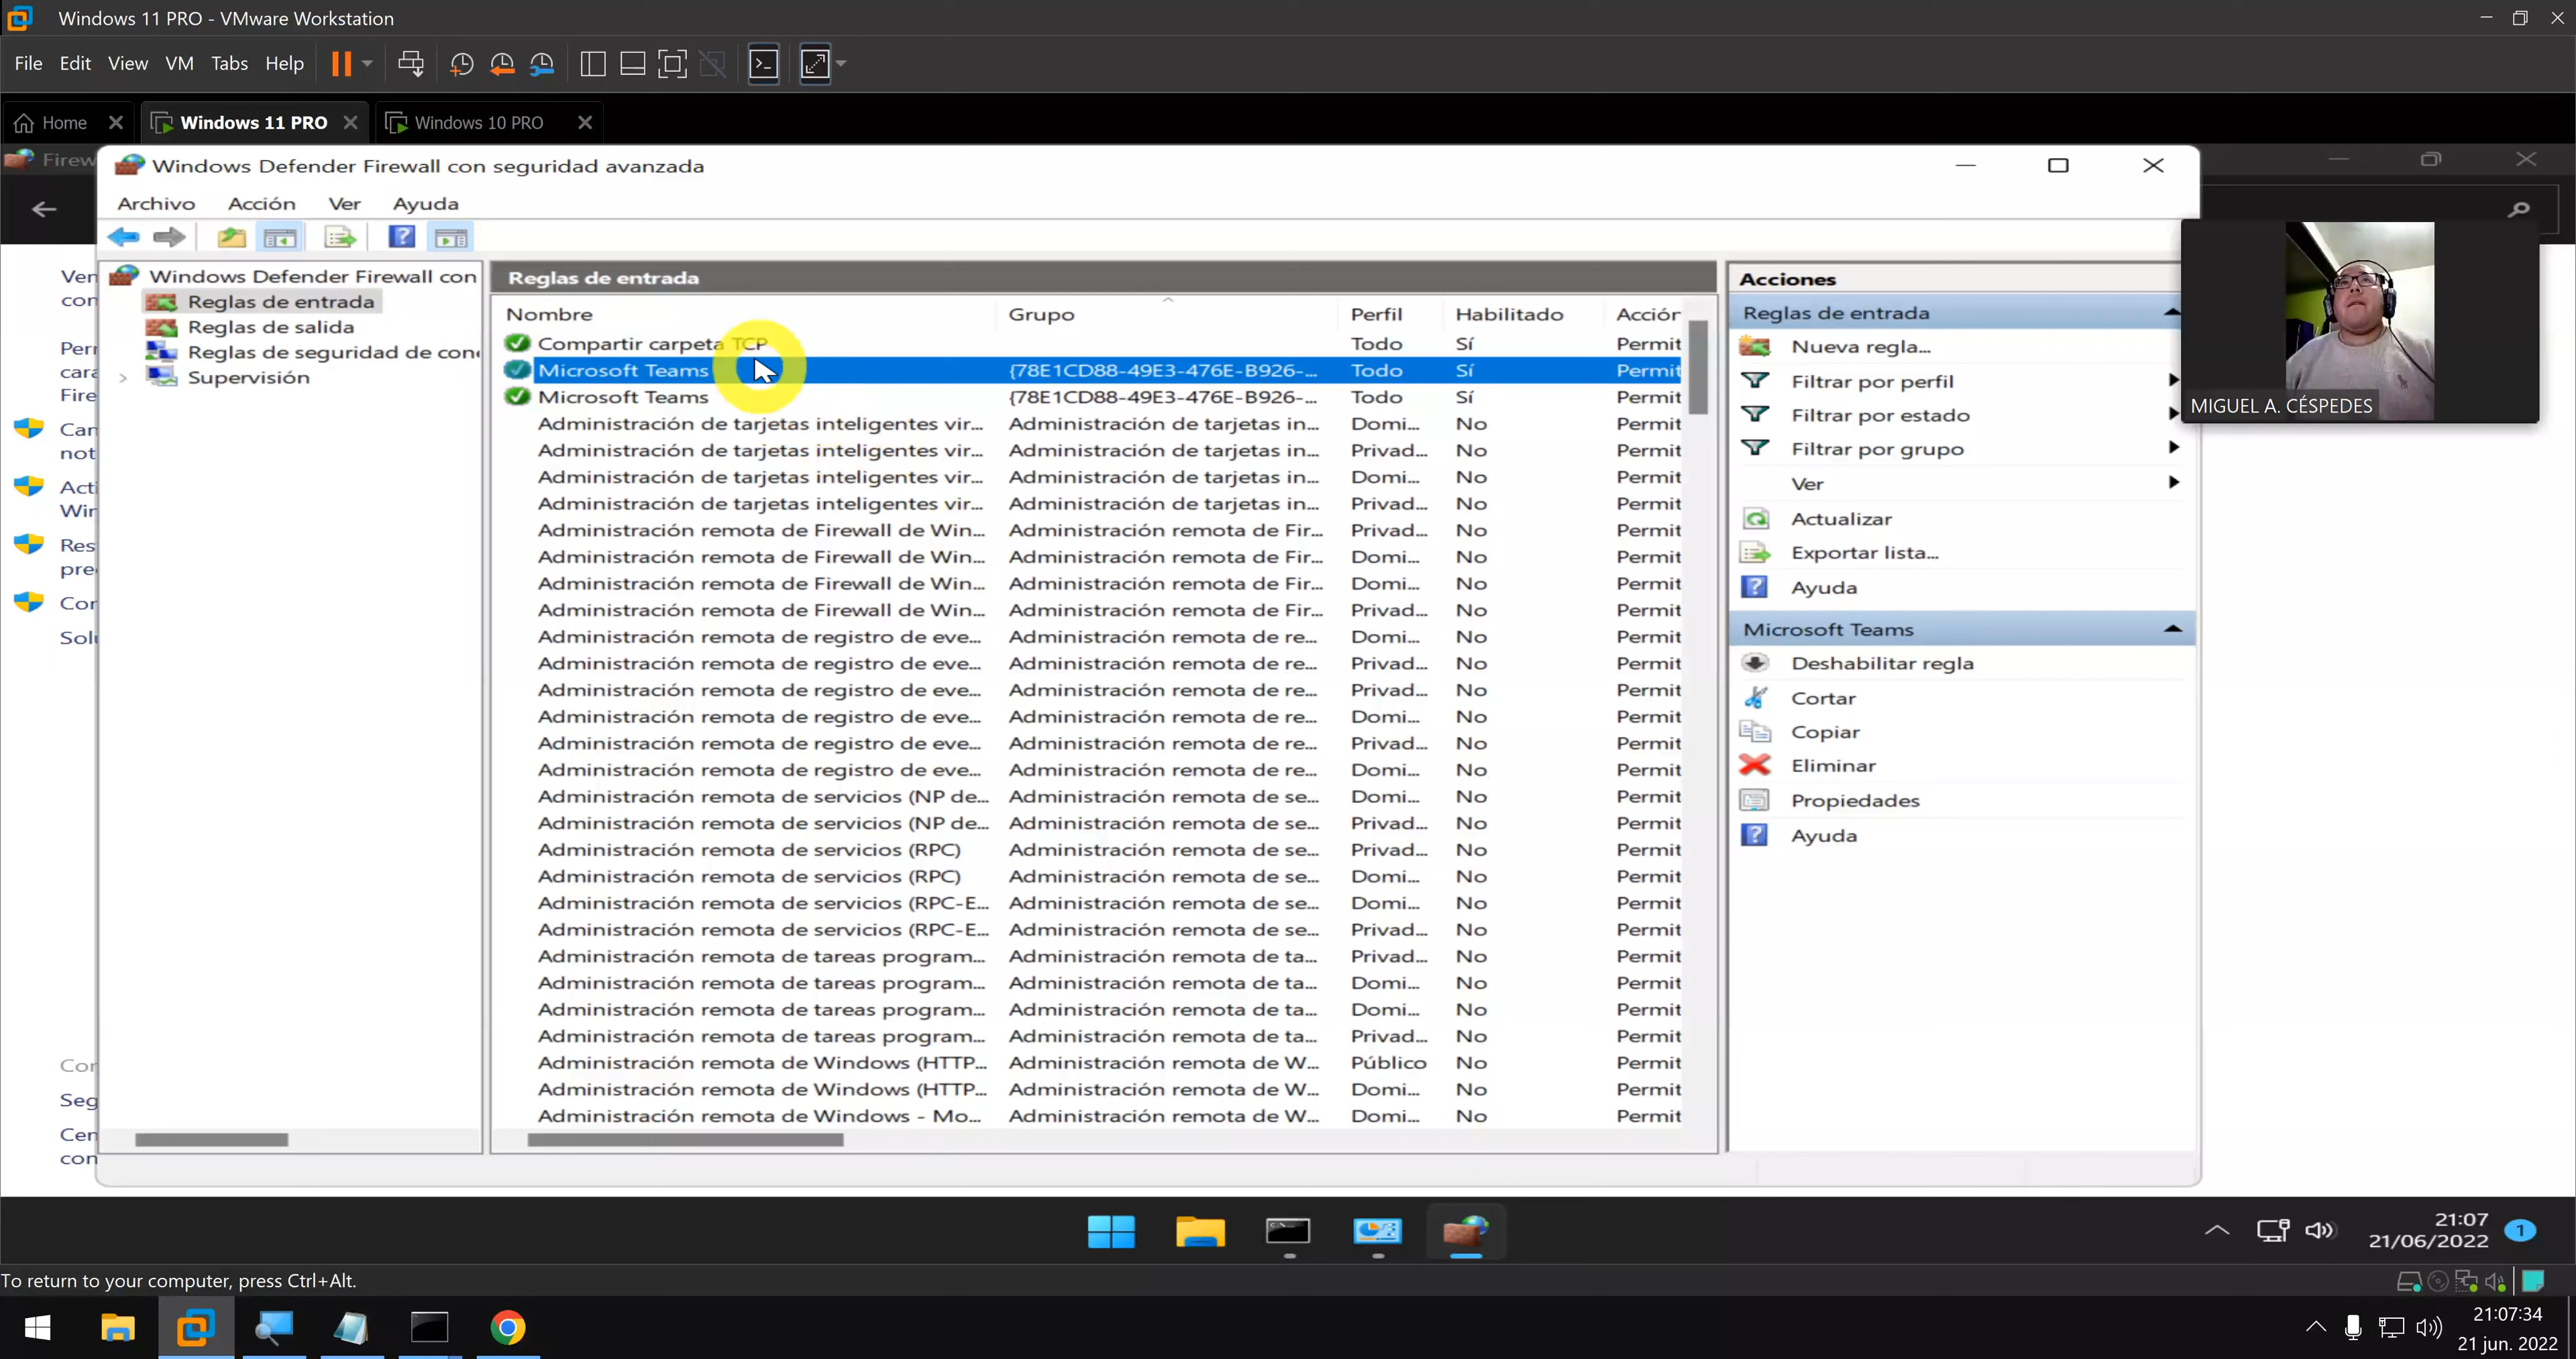 Windows 11 PRO - VMware Workstation
File Edit View VM Tabs Help
Home Windows 11 PRO Windows 10 PRO
Firew
Windows Defender Firewall con seguridad avanzada
Archivo Acción Ver Ayuda
Ven
con
Perr
cara
Fire
Can
not
Acti
Wir
Res
pre
Cor
Solu
Cor
Seg
Cen
con
Windows Defender Firewall con
Reglas de entrada
Reglas de salida
Reglas de seguridad de con
Supervisión
Reglas de entrada
Nombre Grupo Perfil Habilitado Acción
Compartir carpeta TCP Todo Sí Permit
Microsoft Teams {78E1CD88-49E3-476E-B926-... Todo Sí Permit
Microsoft Teams {78E1CD88-49E3-476E-B926-... Todo Sí Permit
Administración de tarjetas inteligentes vir... Administración de tarjetas in... Domi... No Permit
Administración de tarjetas inteligentes vir... Administración de tarjetas in... Privad... No Permit
Administración de tarjetas inteligentes vir... Administración de tarjetas in... Domi... No Permit
Administración de tarjetas inteligentes vir... Administración de tarjetas in... Privad... No Permit
Administración remota de Firewall de Win... Administración remota de Fir... Privad... No Permit
Administración remota de Firewall de Win... Administración remota de Fir... Domi... No Permit
Administración remota de Firewall de Win... Administración remota de Fir... Domi... No Permit
Administración remota de Firewall de Win... Administración remota de Fir... Privad... No Permit
Administración remota de registro de eve... Administración remota de re... Domi... No Permit
Administración remota de registro de eve... Administración remota de re... Privad... No Permit
Administración remota de registro de eve... Administración remota de re... Privad... No Permit
Administración remota de registro de eve... Administración remota de re... Domi... No Permit
Administración remota de registro de eve... Administración remota de re... Privad... No Permit
Administración remota de registro de eve... Administración remota de re... Domi... No Permit
Administración remota de servicios (NP de... Administración remota de se... Domi... No Permit
Administración remota de servicios (NP de... Administración remota de se... Privad... No Permit
Administración remota de servicios (RPC) Administración remota de se... Privad... No Permit
Administración remota de servicios (RPC) Administración remota de se... Domi... No Permit
Administración remota de servicios (RPC-E... Administración remota de se... Domi... No Permit
Administración remota de servicios (RPC-E... Administración remota de se... Privad... No Permit
Administración remota de tareas program... Administración remota de ta... Privad... No Permit
Administración remota de tareas program... Administración remota de ta... Domi... No Permit
Administración remota de tareas program... Administración remota de ta... Domi... No Permit
Administración remota de tareas program... Administración remota de ta... Privad... No Permit
Administración remota de Windows (HTTP... Administración remota de W... Público No Permit
Administración remota de Windows (HTTP... Administración remota de W... Domi... No Permit
Administración remota de Windows - Mo... Administración remota de W... Domi... No Permit
Acciones
Reglas de entrada
Nueva regla...
Filtrar por perfil
Filtrar por estado
Filtrar por grupo
Ver
Actualizar
Exportar lista...
Ayuda
Microsoft Teams
Deshabilitar regla
Cortar
Copiar
Eliminar
Propiedades
Ayuda
MIGUEL A. CÉSPEDES
21:07
21/06/2022
1
To return to your computer, press Ctrl+Alt.
21:07:34
21 jun. 2022